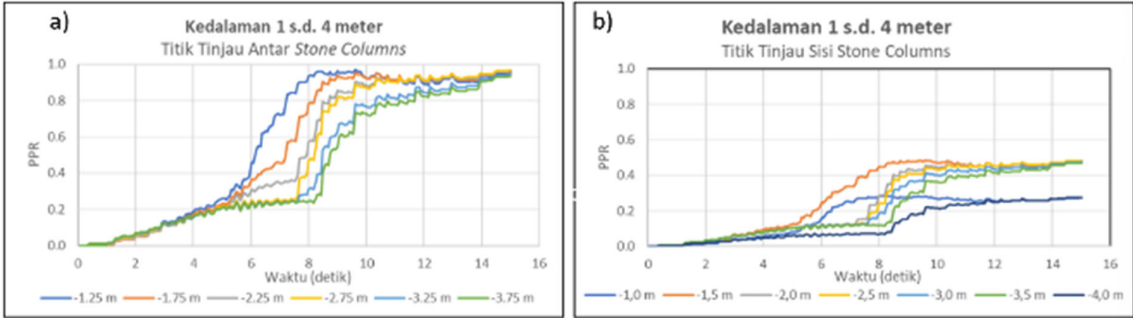 a)
Kedalaman 1 s.d. 4 meter
Titik Tinjau Antar Stone Columns
1.0
0.8
0.6
0.4
0.2
0.0
PPR
0 2 4 6 8 10 12 14 16
Waktu (detik)
-1.25 m -1.75 m -2.25 m -2.75 m -3.25 m -3.75 m
b)
Kedalaman 1 s.d. 4 meter
Titik Tinjau Sisi Stone Columns
1.0
0.8
0.6
0.4
0.2
0.0
PPR
0 2 4 6 8 10 12 14 16
Waktu (detik)
-1,0 m -1,5 m -2,0 m -2,5 m -3,0 m -3,5 m -4,0 m